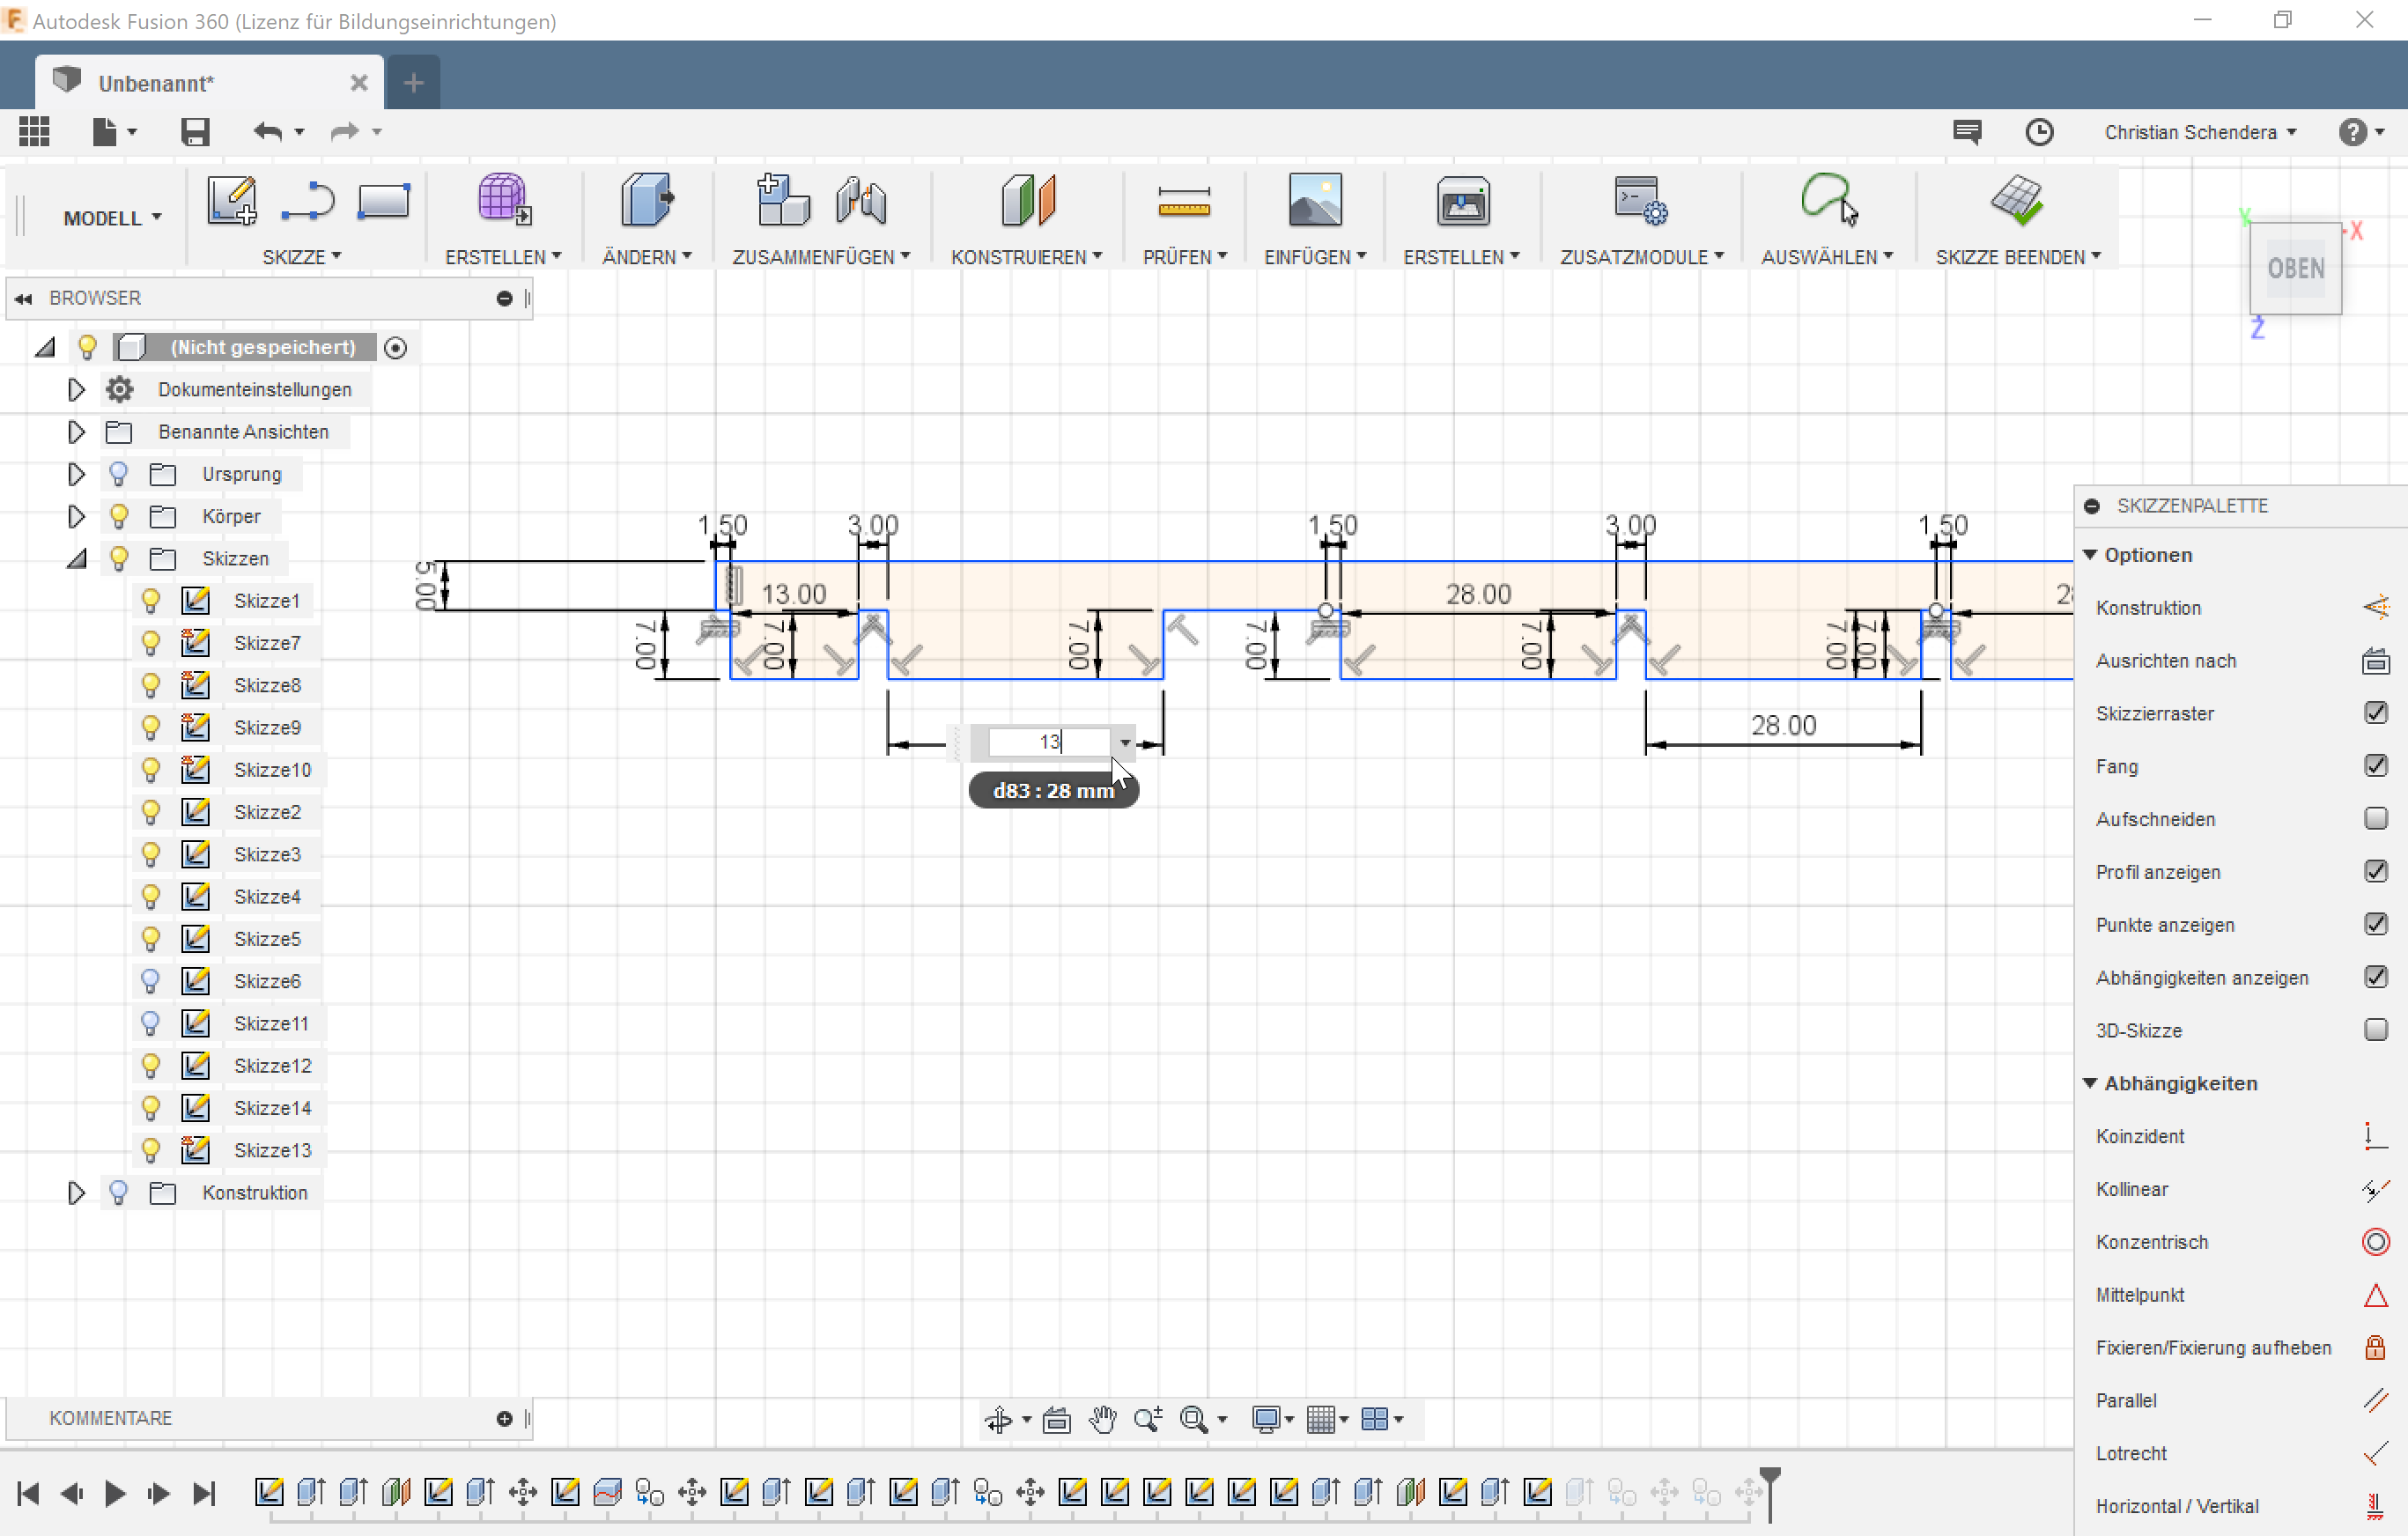 Autodesk Fusion 360 (Lizenz für Bildungseinrichtungen)
Unbenannt*
Christian Schendera
MODELL
SKIZZE
ERSTELLEN
ÄNDERN
ZUSAMMENFÜGEN
KONSTRUIEREN
PRÜFEN
EINFÜGEN
ERSTELLEN
ZUSATZMODULE
AUSWÄHLEN
SKIZZE BEENDEN
Y
X
OBEN
Z
BROWSER
(Nicht gespeichert)
Dokumenteinstellungen
Benannte Ansichten
Ursprung
Körper
Skizzen
Skizze1
Skizze7
Skizze8
Skizze9
Skizze10
Skizze2
Skizze3
Skizze4
Skizze5
Skizze6
Skizze11
Skizze12
Skizze14
Skizze13
Konstruktion
1.50
3.00
1.50
3.00
1.50
5.00
13.00
28.00
2
7.00
7.00
7.00
7.00
7.00
7.00
7.00
28.00
13
d83 : 28 mm
SKIZZENPALETTE
Optionen
Konstruktion
Ausrichten nach
Skizzierraster
Fang
Aufschneiden
Profil anzeigen
Punkte anzeigen
Abhängigkeiten anzeigen
3D-Skizze
Abhängigkeiten
Koinzident
Kollinear
Konzentrisch
Mittelpunkt
Fixieren/Fixierung aufheben
Parallel
Lotrecht
Horizontal / Vertikal
KOMMENTARE